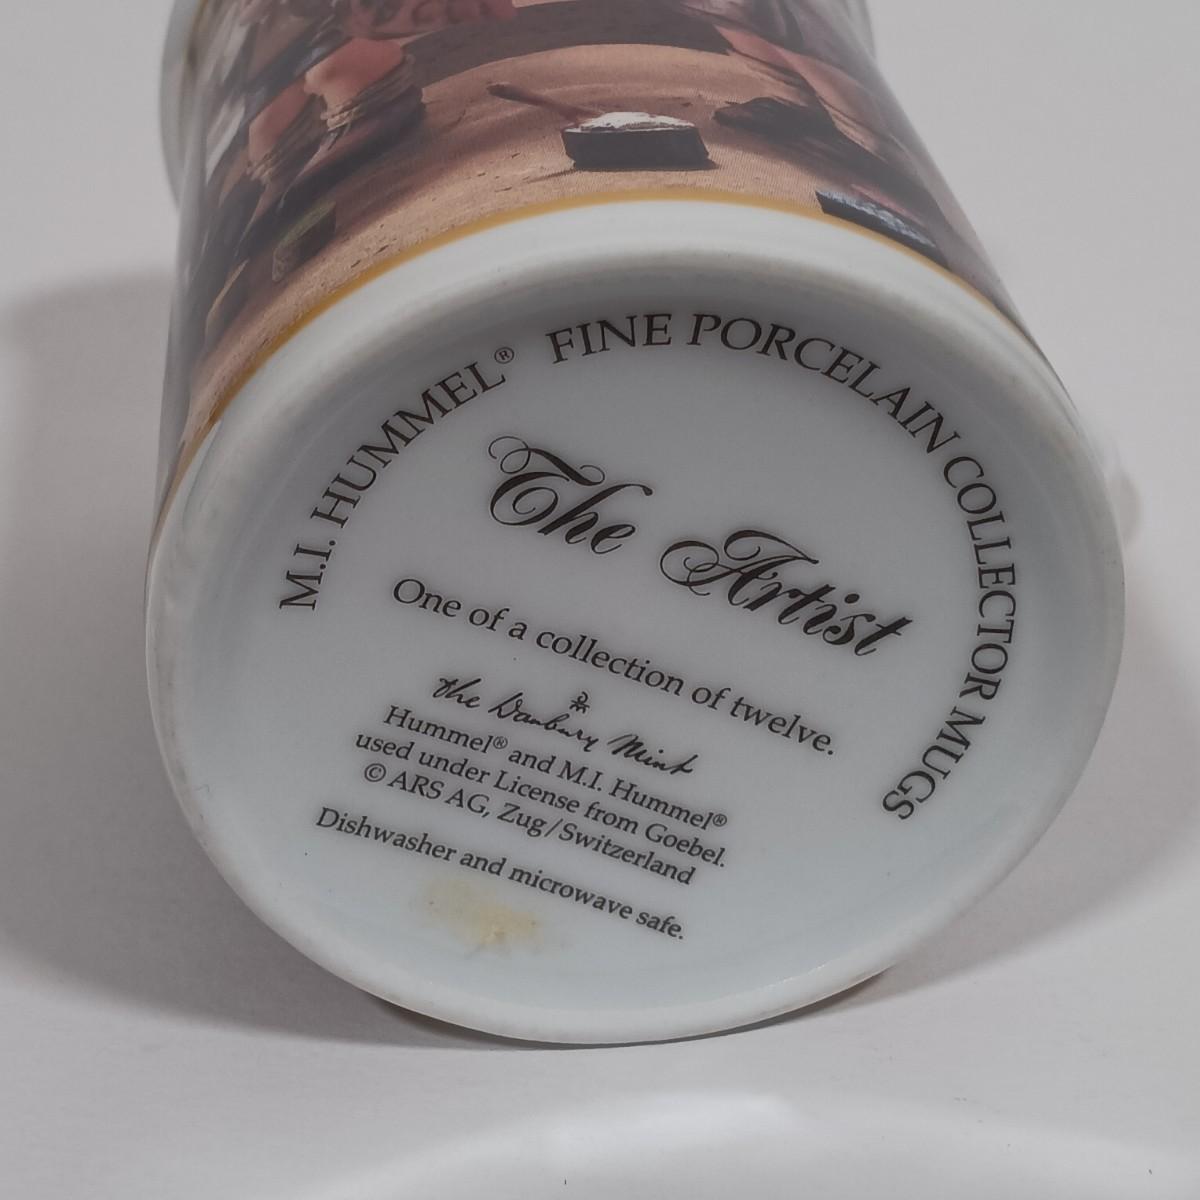 M.I. HUMMEL® FINE PORCELAIN COLLECTOR MUGS
The Artist
One of a collection of twelve.
the Danbury Mint
Hummel® and M.I. Hummel®
used under License from Goebel.
© ARS AG, Zug/Switzerland
Dishwasher and microwave safe.